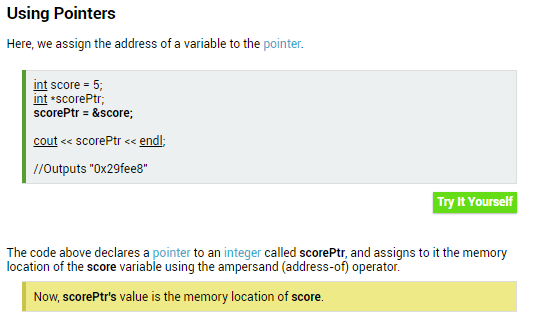 Using Pointers
Here, we assign the address of a variable to the pointer.
int score = 5;
int *scorePtr;
scorePtr = &score;
cout << scorePtr << endl;
//Outputs "0x29fee8"
Try It Yourself
The code above declares a pointer to an integer called scorePtr, and assigns to it the memory
location of the score variable using the ampersand (address-of) operator.
Now, scorePtr's value is the memory location of score.